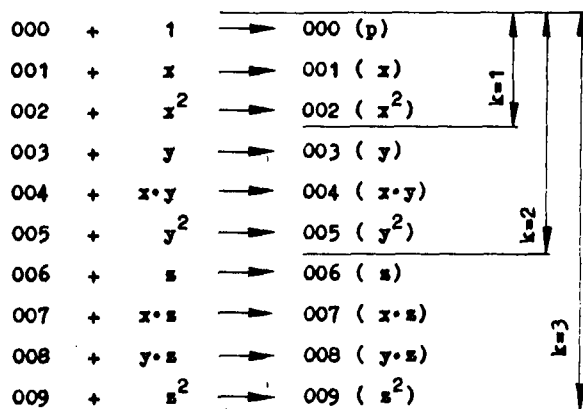 000 + 1 → 000 (p)
001 + x → 001 ( x)
002 + x² → 002 ( x²)
003 + y → 003 ( y)
004 + x·y → 004 ( x·y)
005 + y² → 005 ( y²)
006 + z → 006 ( z)
007 + x·z → 007 ( x·z)
008 + y·z → 008 ( y·z)
009 + z² → 009 ( z²)
k=1
k=2
k=3